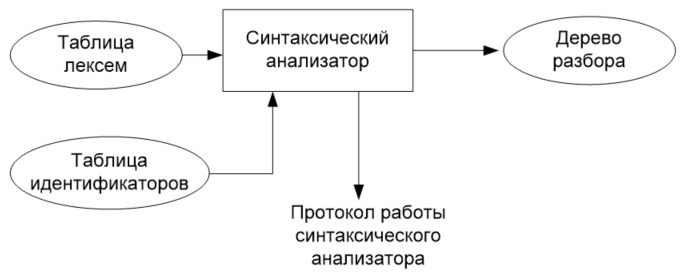 Таблица
лексем
Синтаксический
анализатор
Дерево
разбора
Таблица
идентификаторов
Протокол работы
синтаксического
анализатора